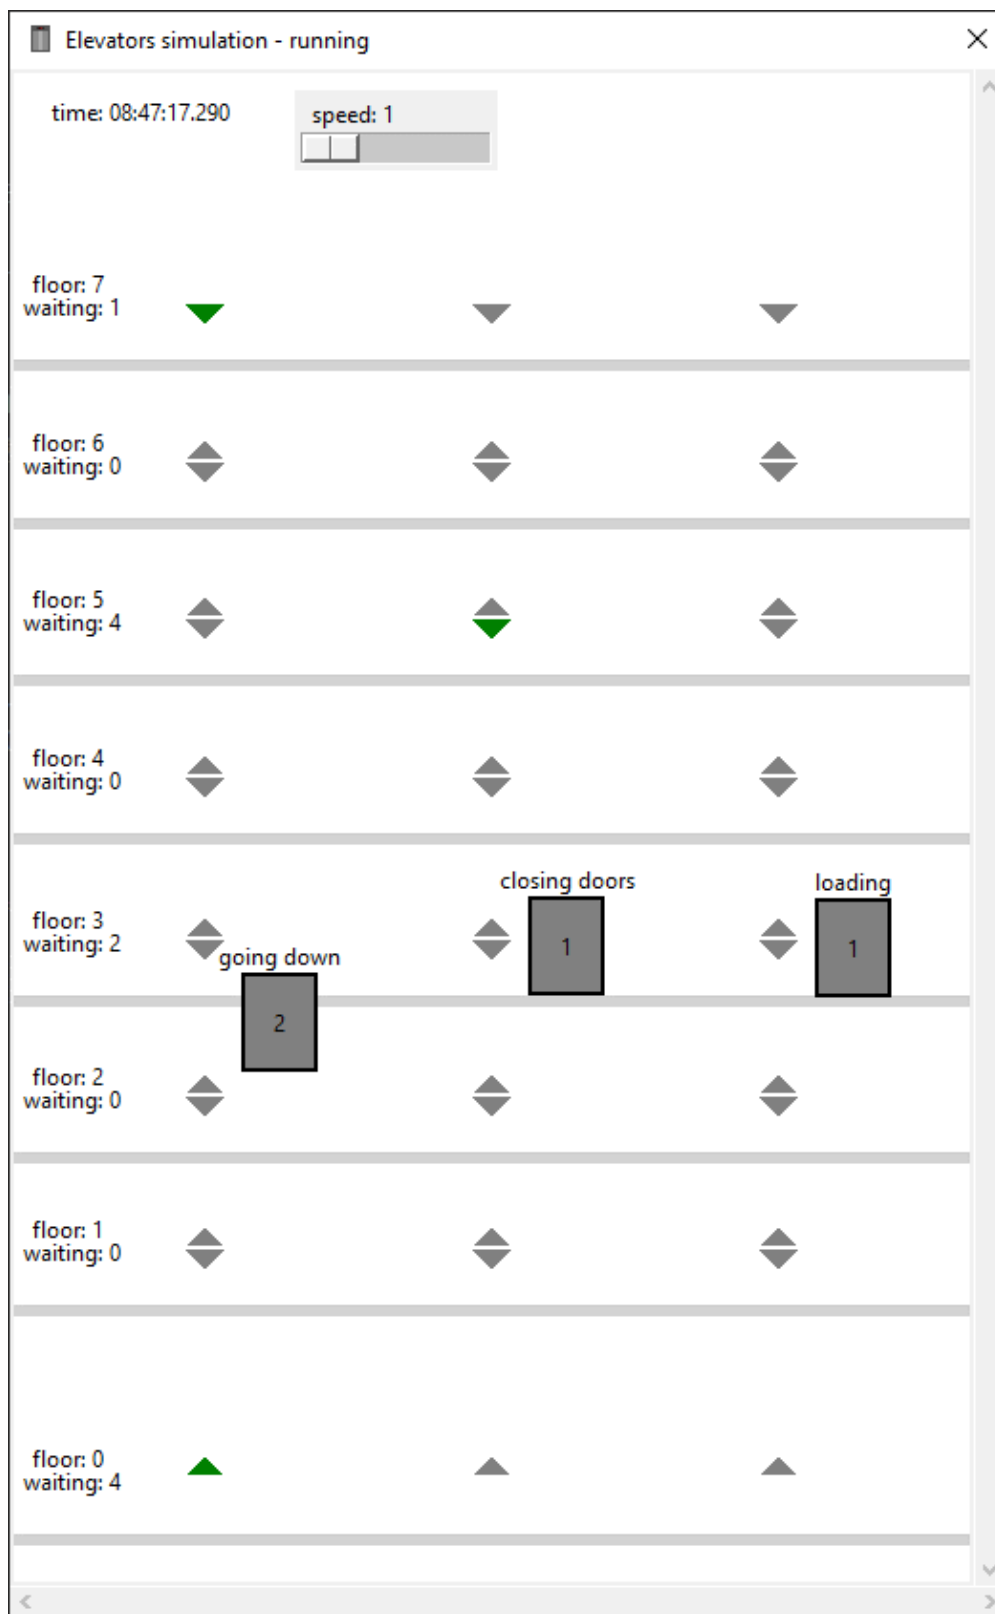 Elevators simulation - running
time: 08:47:17.290
speed: 1
floor: 7
waiting: 1
floor: 6
waiting: 0
floor: 5
waiting: 4
floor: 4
waiting: 0
closing doors
loading
floor: 3
waiting: 2
1
1
going down
2
floor: 2
waiting: 0
floor: 1
waiting: 0
floor: 0
waiting: 4